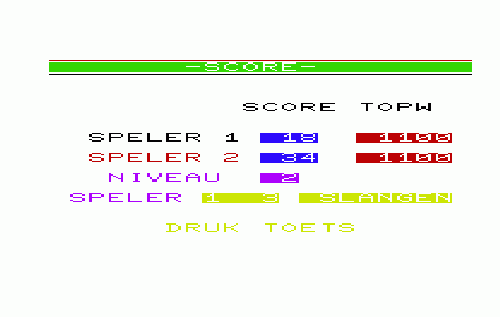 -SCORE-
SCORE TOPW
SPELER 1 18 1100
SPELER 2 34 1100
NIVEAU 2
SPELER 1 3 SLANGEN
DRUK TOETS